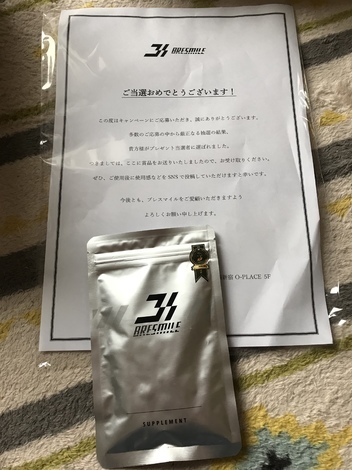 BRESMILE
ご当選おめでとうございます！
この度はキャンペーンにご応募いただき、誠にありがとうございます。
多数のご応募の中から厳正なる抽選の結果、
貴方様がプレゼント当選者に選ばれました。
つきましては、ここに賞品をお送りいたしましたので、お受け取りください。
ぜひ、ご使用後に使用感などをSNSで投稿していただけますと幸いです。
今後とも、ブレスマイルをご愛顧いただきますよう
よろしくお願い申し上げます。
新宿 O-PLACE 5F
BRESMILE
SUPPLEMENT